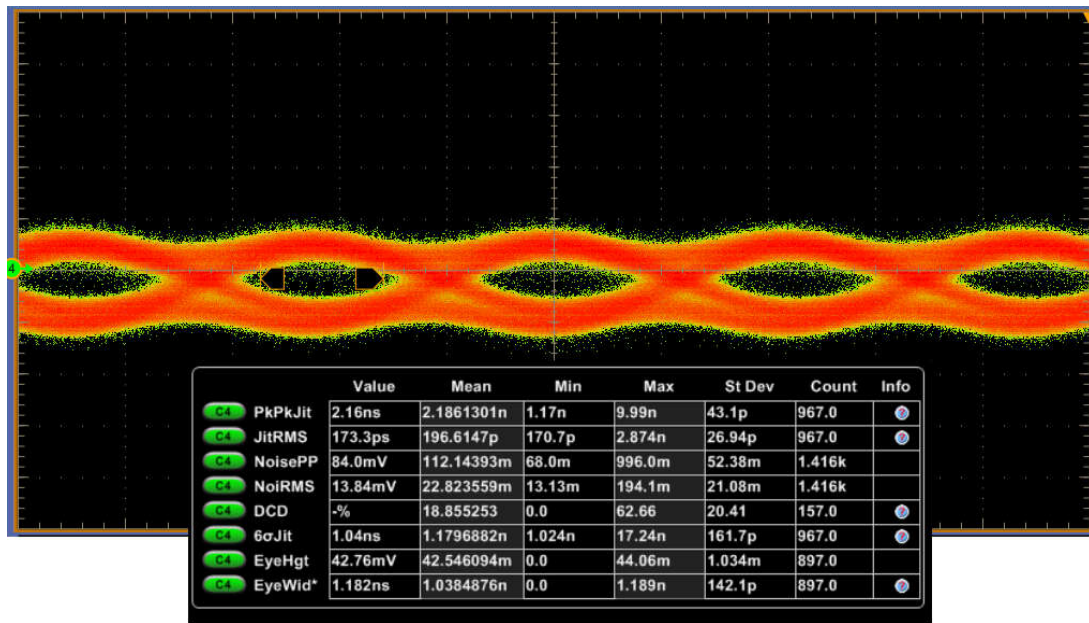 4
Value Mean Min Max St Dev Count Info
C4 PkPkJit 2.16ns 2.1861301n 1.17n 9.99n 43.1p 967.0
C4 JitRMS 173.3ps 196.6147p 170.7p 2.874n 26.94p 967.0
C4 NoisePP 84.0mV 112.14393m 68.0m 996.0m 52.38m 1.416k
C4 NoiRMS 13.84mV 22.823559m 13.13m 194.1m 21.08m 1.416k
C4 DCD -% 18.855253 0.0 62.66 20.41 157.0
C4 6σJit 1.04ns 1.1796882n 1.024n 17.24n 161.7p 967.0
C4 EyeHgt 42.76mV 42.546094m 0.0 44.06m 1.034m 897.0
C4 EyeWid* 1.182ns 1.0384876n 0.0 1.189n 142.1p 897.0